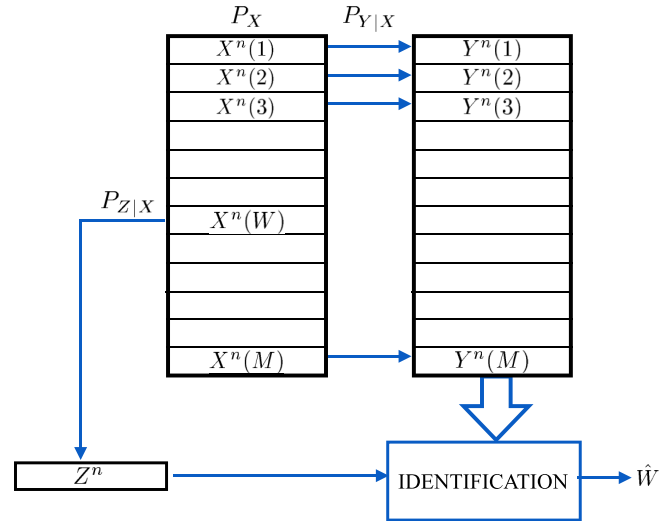 P_X P_{Y|X}
X^n(1) Y^n(1)
X^n(2) Y^n(2)
X^n(3) Y^n(3)
P_{Z|X}
X^n(W)
X^n(M) Y^n(M)
Z^n IDENTIFICATION Ŵ